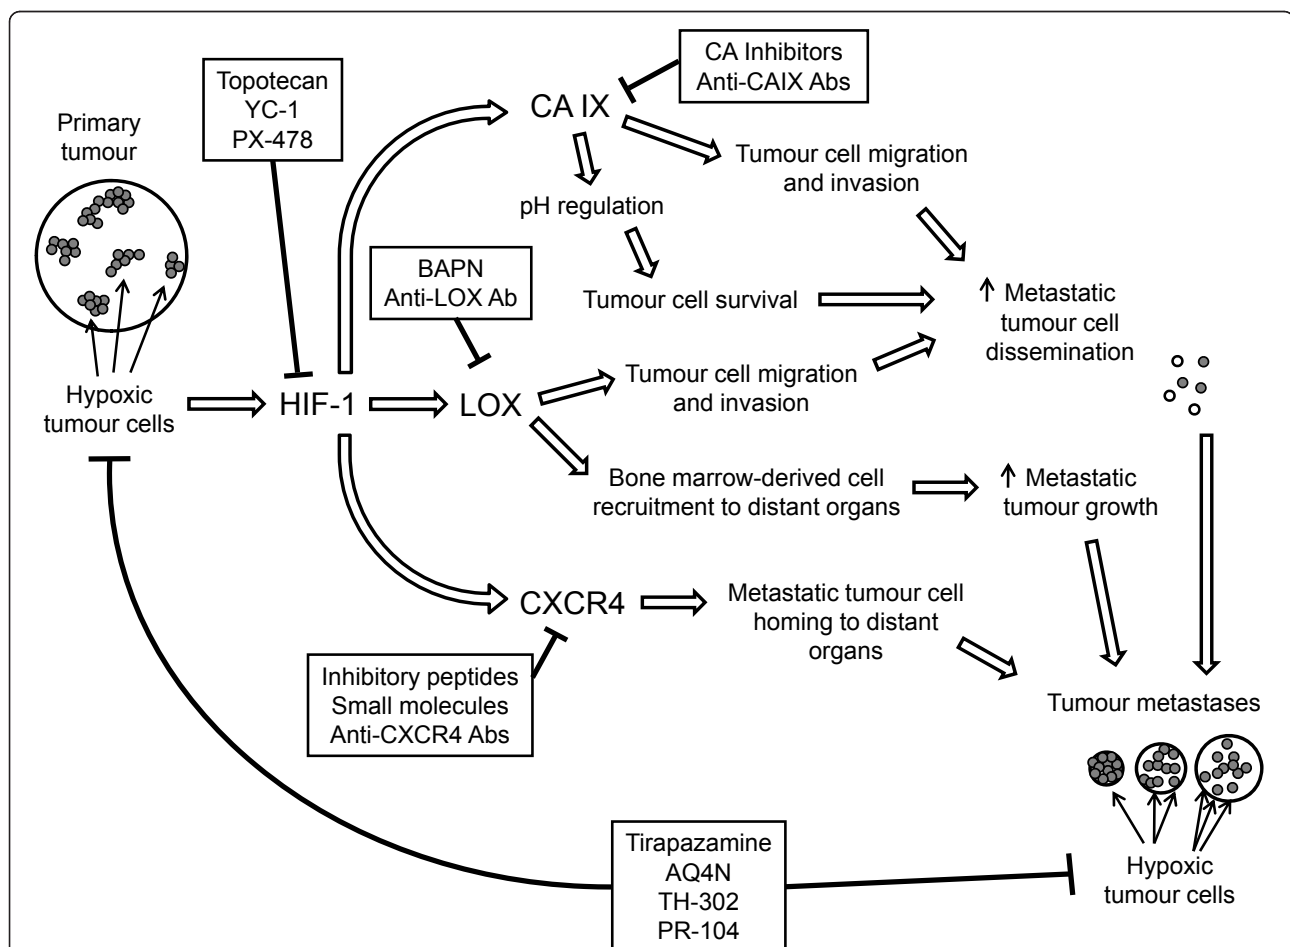 Topotecan
YC-1
PX-478
CA Inhibitors
Anti-CAIX Abs
Primary
tumour
CA IX
Tumour cell migration
and invasion
pH regulation
BAPN
Anti-LOX Ab
Tumour cell survival
↑ Metastatic
tumour cell
dissemination
Hypoxic
tumour cells
HIF-1
LOX
Tumour cell migration
and invasion
Bone marrow-derived cell
recruitment to distant organs
↑ Metastatic
tumour growth
CXCR4
Metastatic tumour cell
homing to distant
organs
Inhibitory peptides
Small molecules
Anti-CXCR4 Abs
Tumour metastases
Tirapazamine
AQ4N
TH-302
PR-104
Hypoxic
tumour cells